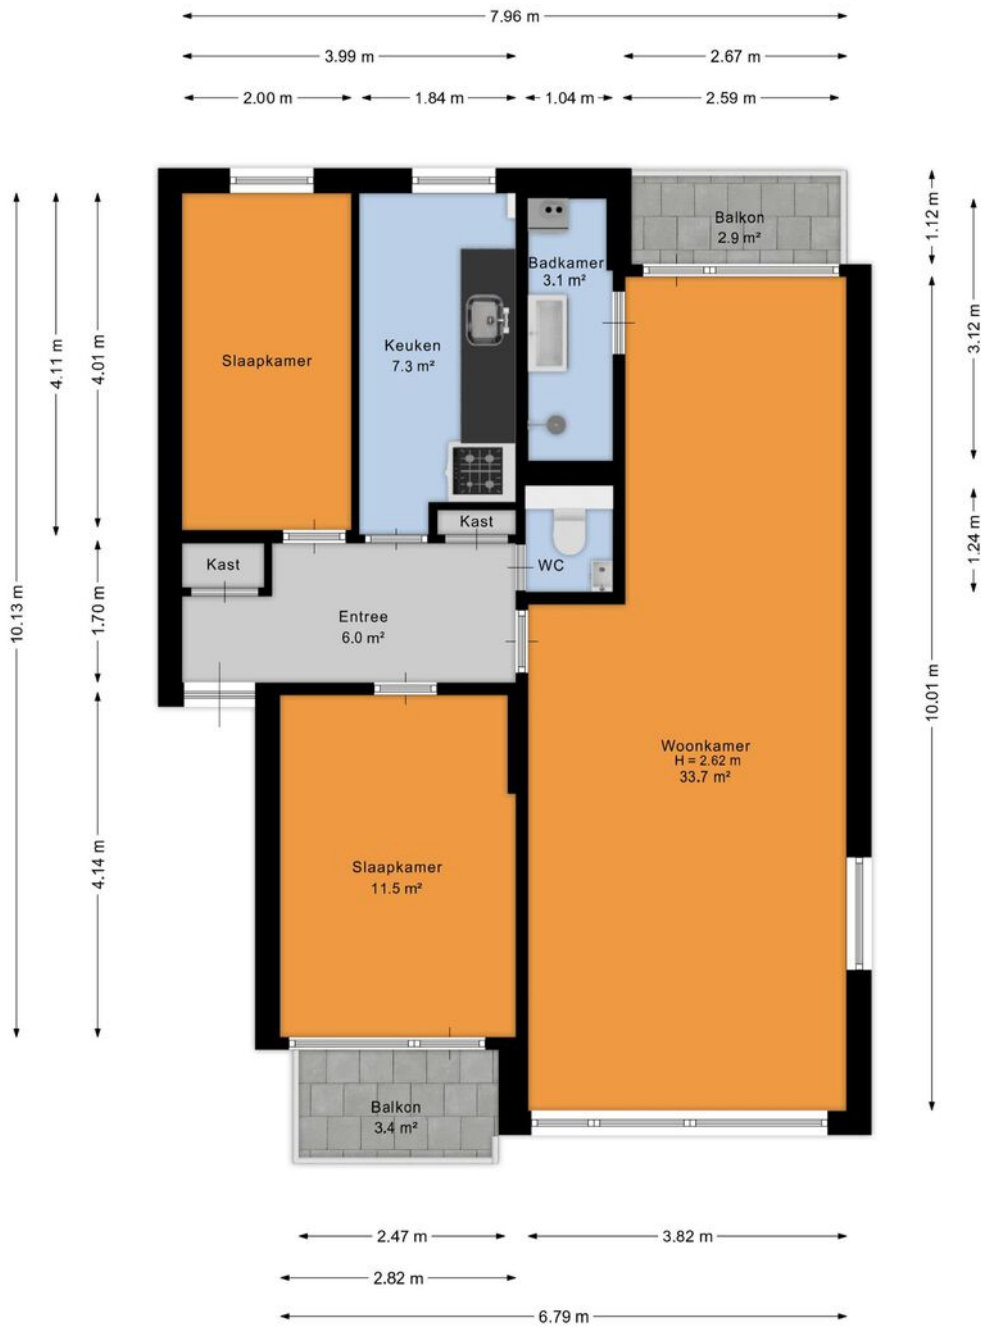 7.96 m
3.99 m
2.67 m
2.00 m
1.84 m
1.04 m
2.59 m
1.12 m
Balkon
2.9 m²
Badkamer
3.1 m²
3.12 m
4.11 m
4.01 m
Slaapkamer
Keuken
7.3 m²
Kast
1.24 m
Kast
WC
10.13 m
1.70 m
Entree
6.0 m²
10.01 m
Woonkamer
H = 2.62 m
33.7 m²
4.14 m
Slaapkamer
11.5 m²
Balkon
3.4 m²
2.47 m
3.82 m
2.82 m
6.79 m